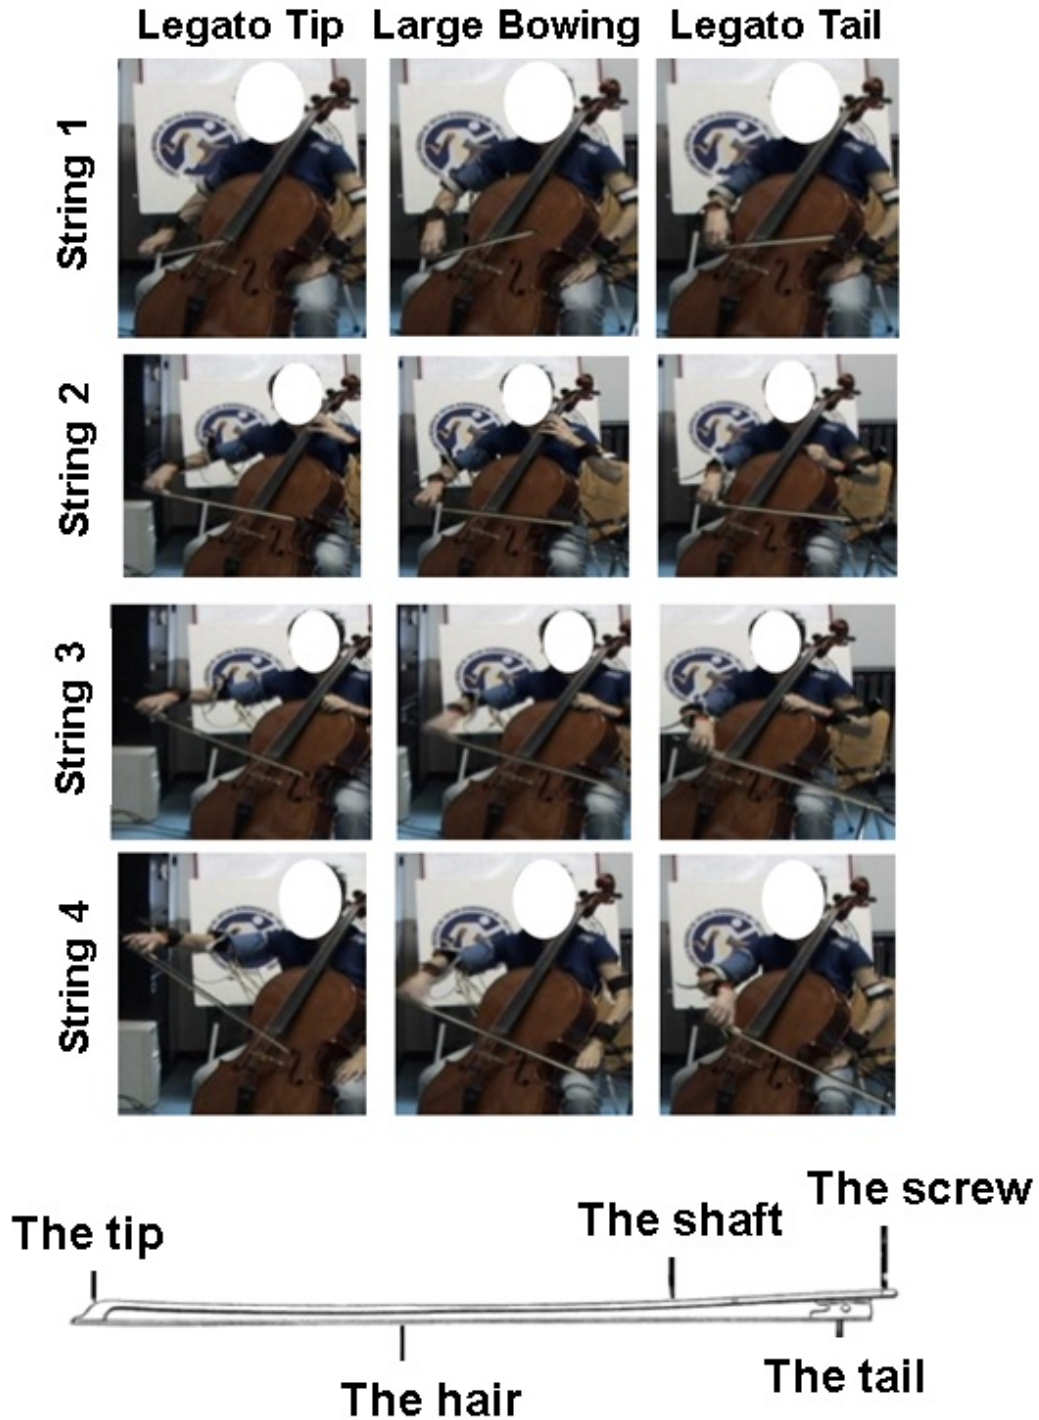 Legato Tip Large Bowing Legato Tail
String 1
String 2
String 3
String 4
The screw
The shaft
The tip
The tail
The hair